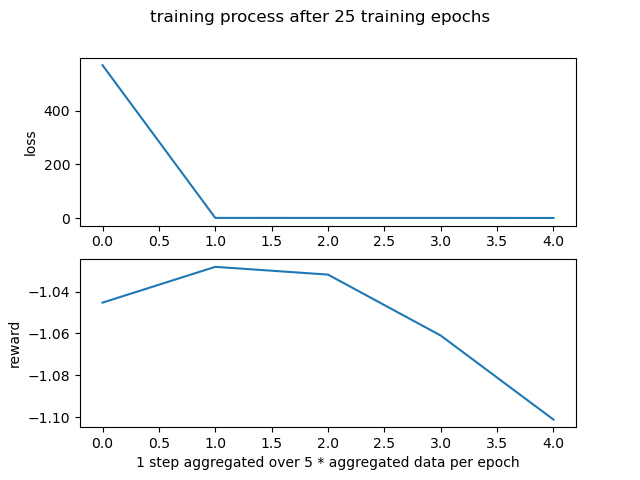 training process after 25 training epochs
400
200
0
loss
0.0 0.5 1.0 1.5 2.0 2.5 3.0 3.5 4.0
−1.04
−1.06
−1.08
−1.10
reward
0.0 0.5 1.0 1.5 2.0 2.5 3.0 3.5 4.0
1 step aggregated over 5 * aggregated data per epoch